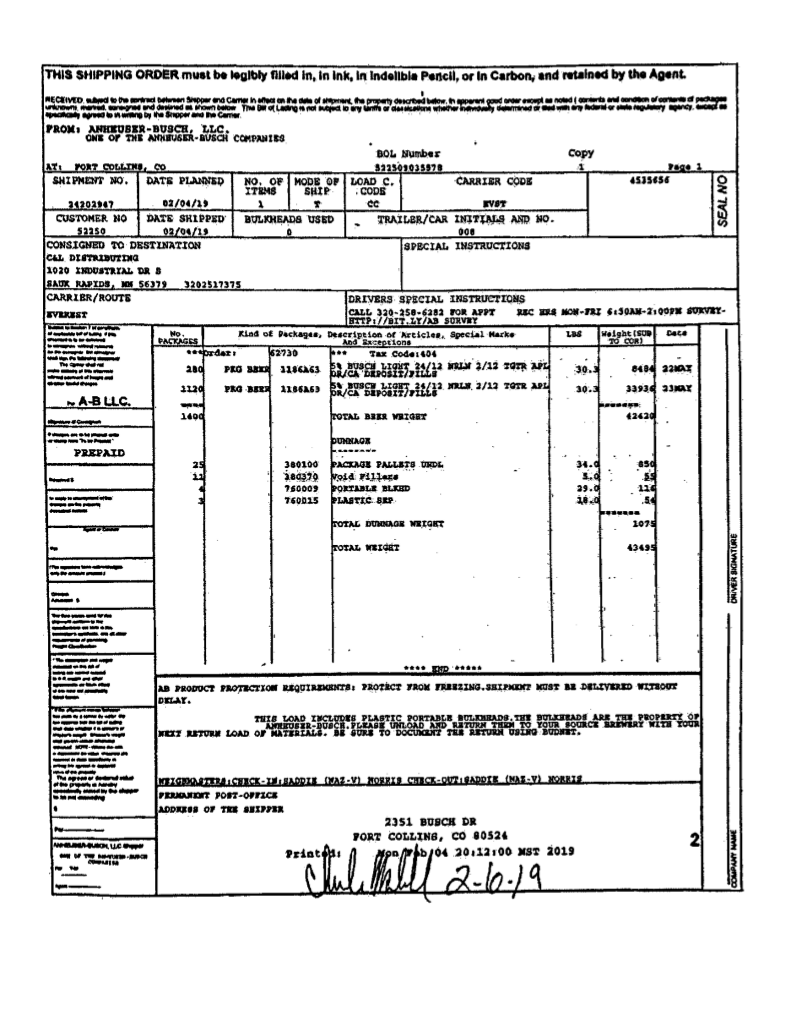 THIS SHIPPING ORDER must be legibly filled in, in Ink, in Indelible Pencil, or in Carbon, and retained by the Agent.
RECEIVED, subject to the contract between Shipper and Carrier in effect on the date of shipment, the property described below, in apparent good order except as noted ( contents and condition of contents of packages
unknown), marked, consigned and destined as shown below. This Bill of Lading is not subject to any tariffs or classifications whether individually determined or filed with any federal or state regulatory agency, except as
specifically agreed to in writing by the Shipper and the Carrier.
FROM: ANHEUSER-BUSCH, LLC.
ONE OF THE ANHEUSER-BUSCH COMPANIES
BOL Number Copy
AT: FORT COLLINS, CO 522509035978 1 Page 1
SHIPMENT NO. DATE PLANNED NO. OF ITEMS MODE OF SHIP LOAD C. CODE CARRIER CODE 4535656 SEAL NO
34202947 02/04/19 1 T CC EVST
CUSTOMER NO DATE SHIPPED BULKHEADS USED TRAILER/CAR INITIALS AND NO.
52250 02/04/19 0 008
CONSIGNED TO DESTINATION SPECIAL INSTRUCTIONS
C&L DISTRIBUTING
1020 INDUSTRIAL DR S
SAUK RAPIDS, MN 56379 3202517375
CARRIER/ROUTE DRIVERS SPECIAL INSTRUCTIONS
EVEREST CALL 320-258-6282 FOR APPT REC HRS MON-FRI 6:30AM-2:00PM SURVEY-
HTTP://BIT.LY/AB SURVEY
No. PACKAGES Kind of Packages, Description of Articles, Special Marks And Exceptions LBS Weight(SUB TO COR) Date
***Order: 62730 *** Tax Code:404
280 PKG BEER 1186A63 5% BUSCH LIGHT 24/12 NRLN 2/12 TGTR APL 30.3 8484 22MAY
DR/CA DEPOSIT/FILLS
1120 PKG BEER 1186A63 5% BUSCH LIGHT 24/12 NRLN 2/12 TGTR APL 30.3 33936 23MAY
DR/CA DEPOSIT/FILLS
A-B LLC.
1400 TOTAL BEER WEIGHT 42420
DUNNAGE
--------
PREPAID
25 380100 PACKAGE PALLETS UNDL 34.0 850
11 380370 Void Fillers 5.0 55
4 760009 PORTABLE BLKHD 29.0 116
3 760015 PLASTIC SEP 18.0 54
TOTAL DUNNAGE WEIGHT 1075
TOTAL WEIGHT 43495
DRIVER SIGNATURE
**** END *****
AB PRODUCT PROTECTION REQUIREMENTS: PROTECT FROM FREEZING.SHIPMENT MUST BE DELIVERED WITHOUT
DELAY.
THIS LOAD INCLUDES PLASTIC PORTABLE BULKHEADS.THE BULKHEADS ARE THE PROPERTY OF
ANHEUSER-BUSCH.PLEASE UNLOAD AND RETURN THEM TO YOUR SOURCE BREWERY WITH YOUR
NEXT RETURN LOAD OF MATERIALS. BE SURE TO DOCUMENT THE RETURN USING BUDNET.
WEIGHMASTERS:CHECK-IN:SADDIE (WAZ-V) MORRIS CHECK-OUT:SADDIE (WAZ-V) MORRIS
PERMANENT POST-OFFICE
ADDRESS OF THE SHIPPER
2351 BUSCH DR
FORT COLLINS, CO 80524
2
Printed: Mon Feb/04 20:12:00 MST 2019
2-6-19
ANHEUSER-BUSCH, LLC Shipper
ONE OF THE ANHEUSER-BUSCH
COMPANIES
COMPANY NAME